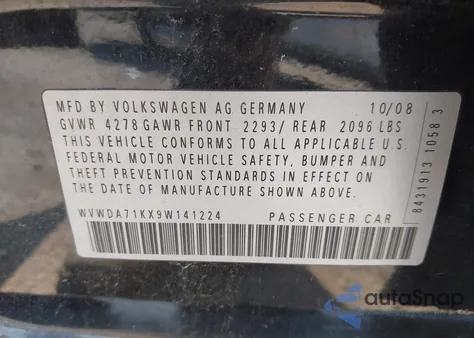 MFD BY VOLKSWAGEN AG GERMANY 10/08
GVWR 4278 GAWR FRONT 2293/ REAR 2096 LBS
THIS VEHICLE CONFORMS TO ALL APPLICABLE U.S.
FEDERAL MOTOR VEHICLE SAFETY, BUMPER AND
THEFT PREVENTION STANDARDS IN EFFECT ON
THE DATE OF MANUFACTURE SHOWN ABOVE.
WVWDA71KX9W141224 PASSENGER CAR
8431913 1058 3
autoSnap